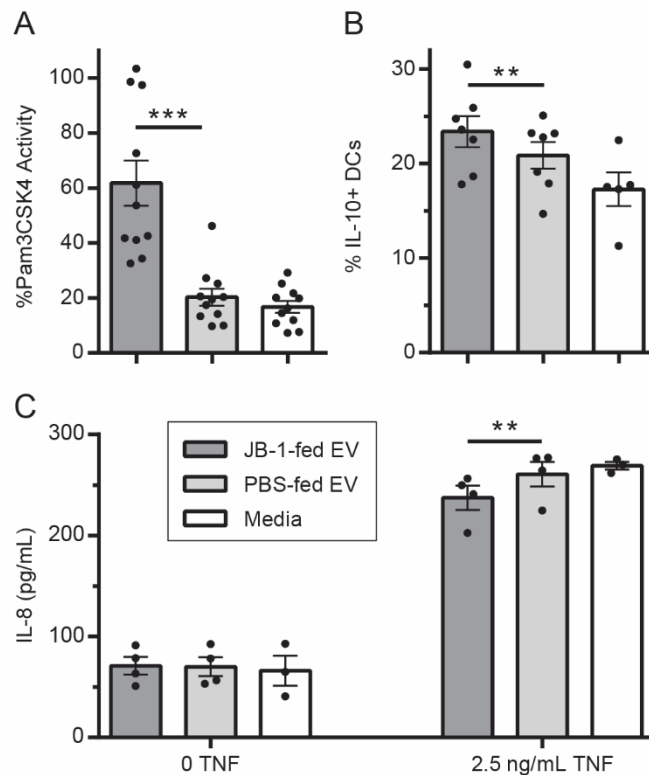 A
%Pam3CSK4 Activity
100
80
60
40
20
0
***
B
% IL-10+ DCs
30
20
10
0
**
C
IL-8 (pg/mL)
300
200
100
0
JB-1-fed EV
PBS-fed EV
Media
**
0 TNF
2.5 ng/mL TNF